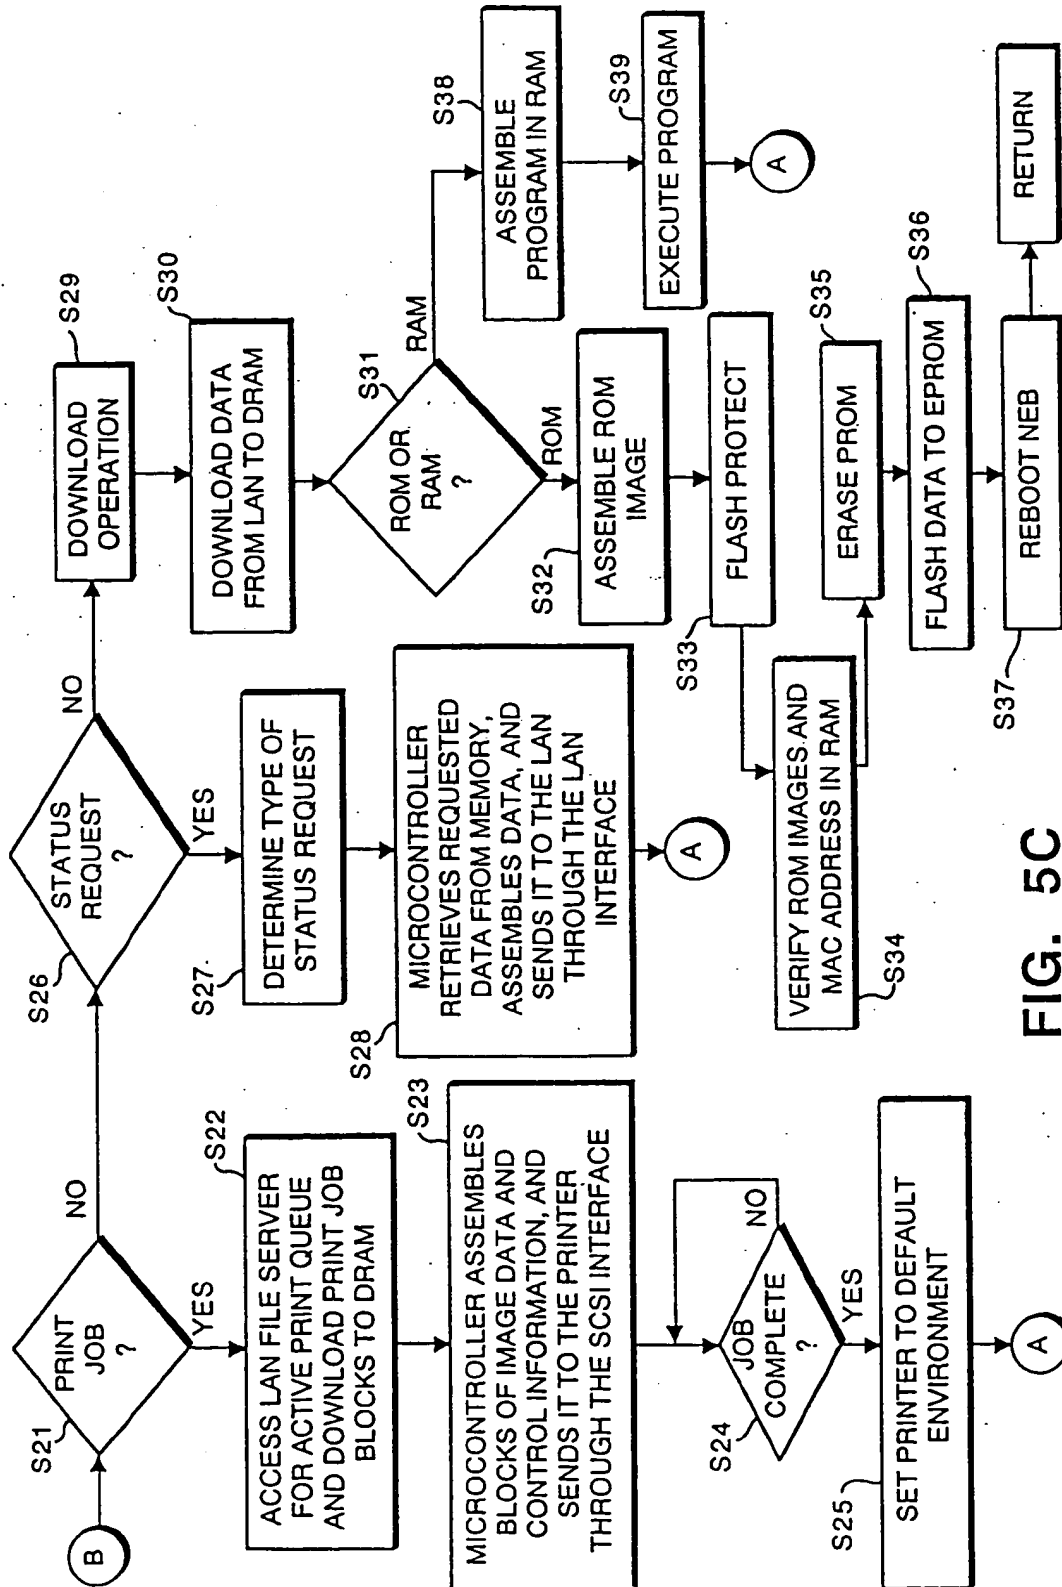 B
S21
PRINT
JOB
?
NO
YES
S22
ACCESS LAN FILE SERVER
FOR ACTIVE PRINT QUEUE
AND DOWNLOAD PRINT JOB
BLOCKS TO DRAM
S23
MICROCONTROLLER ASSEMBLES
BLOCKS OF IMAGE DATA AND
CONTROL INFORMATION, AND
SENDS IT TO THE PRINTER
THROUGH THE SCSI INTERFACE
S24
JOB
COMPLETE
?
NO
YES
S25
SET PRINTER TO DEFAULT
ENVIRONMENT
A
S26
STATUS
REQUEST
?
NO
YES
S27
DETERMINE TYPE OF
STATUS REQUEST
S28
MICROCONTROLLER
RETRIEVES REQUESTED
DATA FROM MEMORY,
ASSEMBLES DATA, AND
SENDS IT TO THE LAN
THROUGH THE LAN
INTERFACE
A
S29
DOWNLOAD
OPERATION
S30
DOWNLOAD DATA
FROM LAN TO DRAM
S31
ROM OR
RAM
?
RAM
ROM
S32
ASSEMBLE ROM
IMAGE
S33
FLASH PROTECT
S34
VERIFY ROM IMAGES AND
MAC ADDRESS IN RAM
S35
ERASE PROM
S36
FLASH DATA TO EPROM
S37
REBOOT NEB
RETURN
S38
ASSEMBLE
PROGRAM IN RAM
S39
EXECUTE PROGRAM
A
FIG. 5C